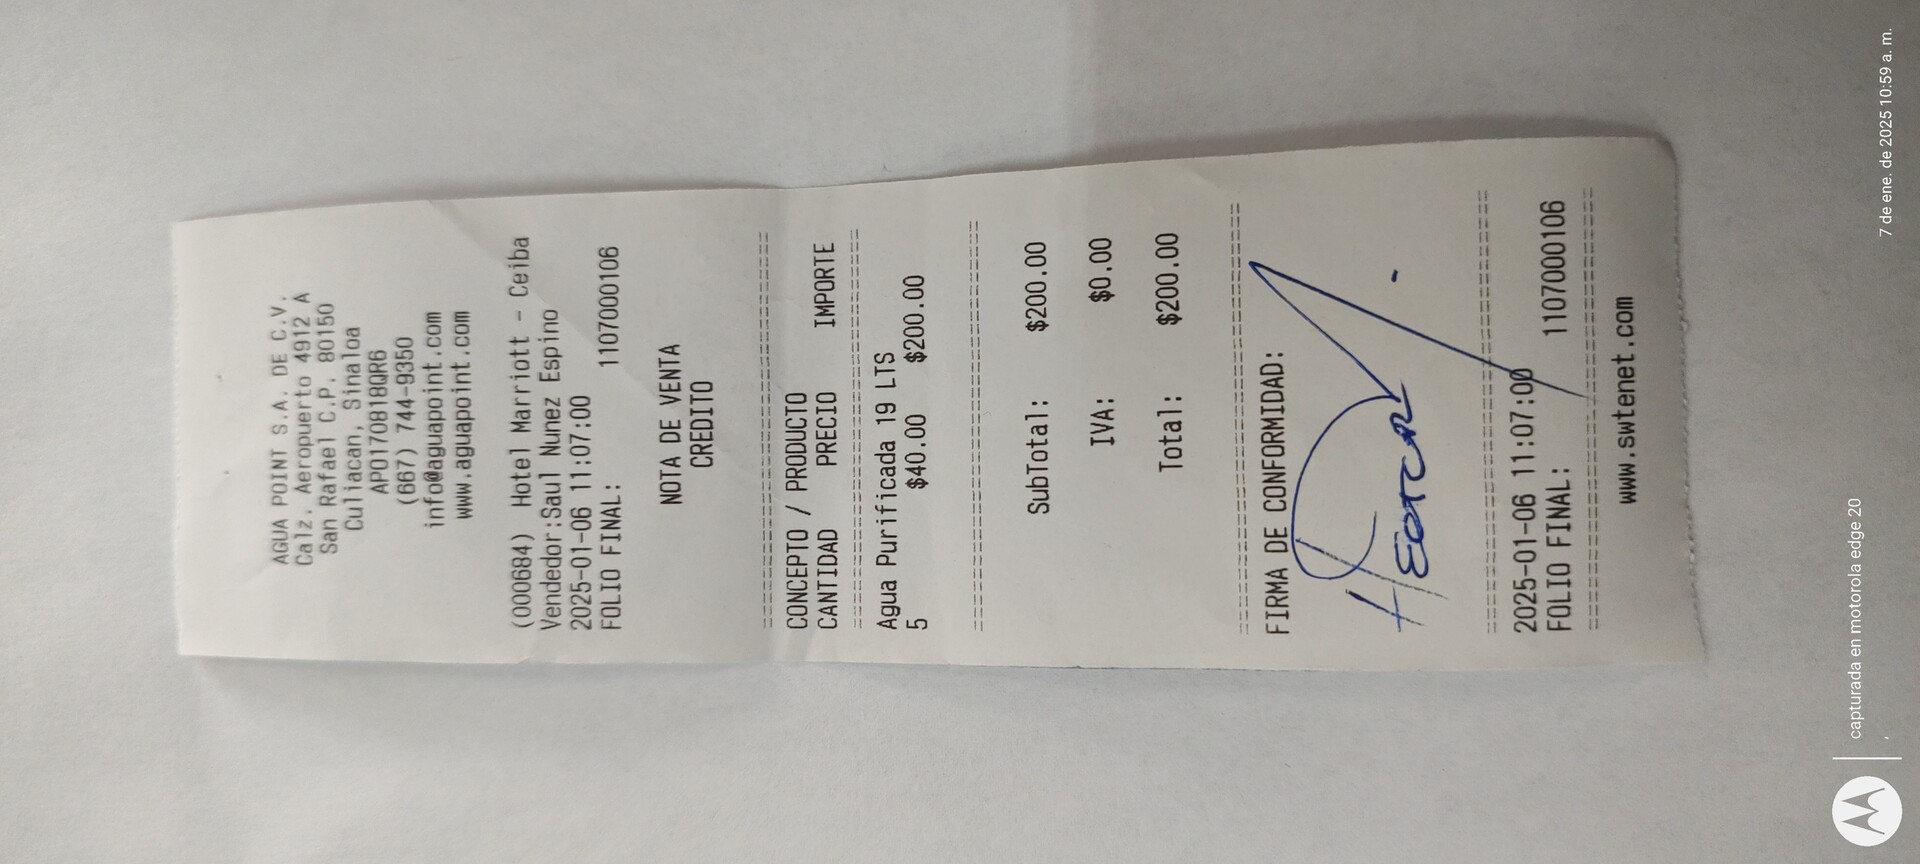 AGUA POINT S.A. DE C.V.
Calz. Aeropuerto 4912 A
San Rafael C.P. 80150
Culiacan, Sinaloa
APO170818QR6
(667) 744-9350
info@aguapoint.com
www.aguapoint.com
(000684) Hotel Marriott - Ceiba
Vendedor:Saul Nunez Espino
2025-01-06 11:07:00
FOLIO FINAL: 1107000106
NOTA DE VENTA
CREDITO
==============================
CONCEPTO / PRODUCTO
CANTIDAD PRECIO IMPORTE
==============================
Agua Purificada 19 LTS
5 $40.00 $200.00
==============================
SubTotal: $200.00
IVA: $0.00
Total: $200.00
==============================
FIRMA DE CONFORMIDAD:
HECTOR
==============================
2025-01-06 11:07:00
FOLIO FINAL: 1107000106
==============================
www.swtenet.com
capturada en motorola edge 20
7 de ene. de 2025 10:59 a. m.